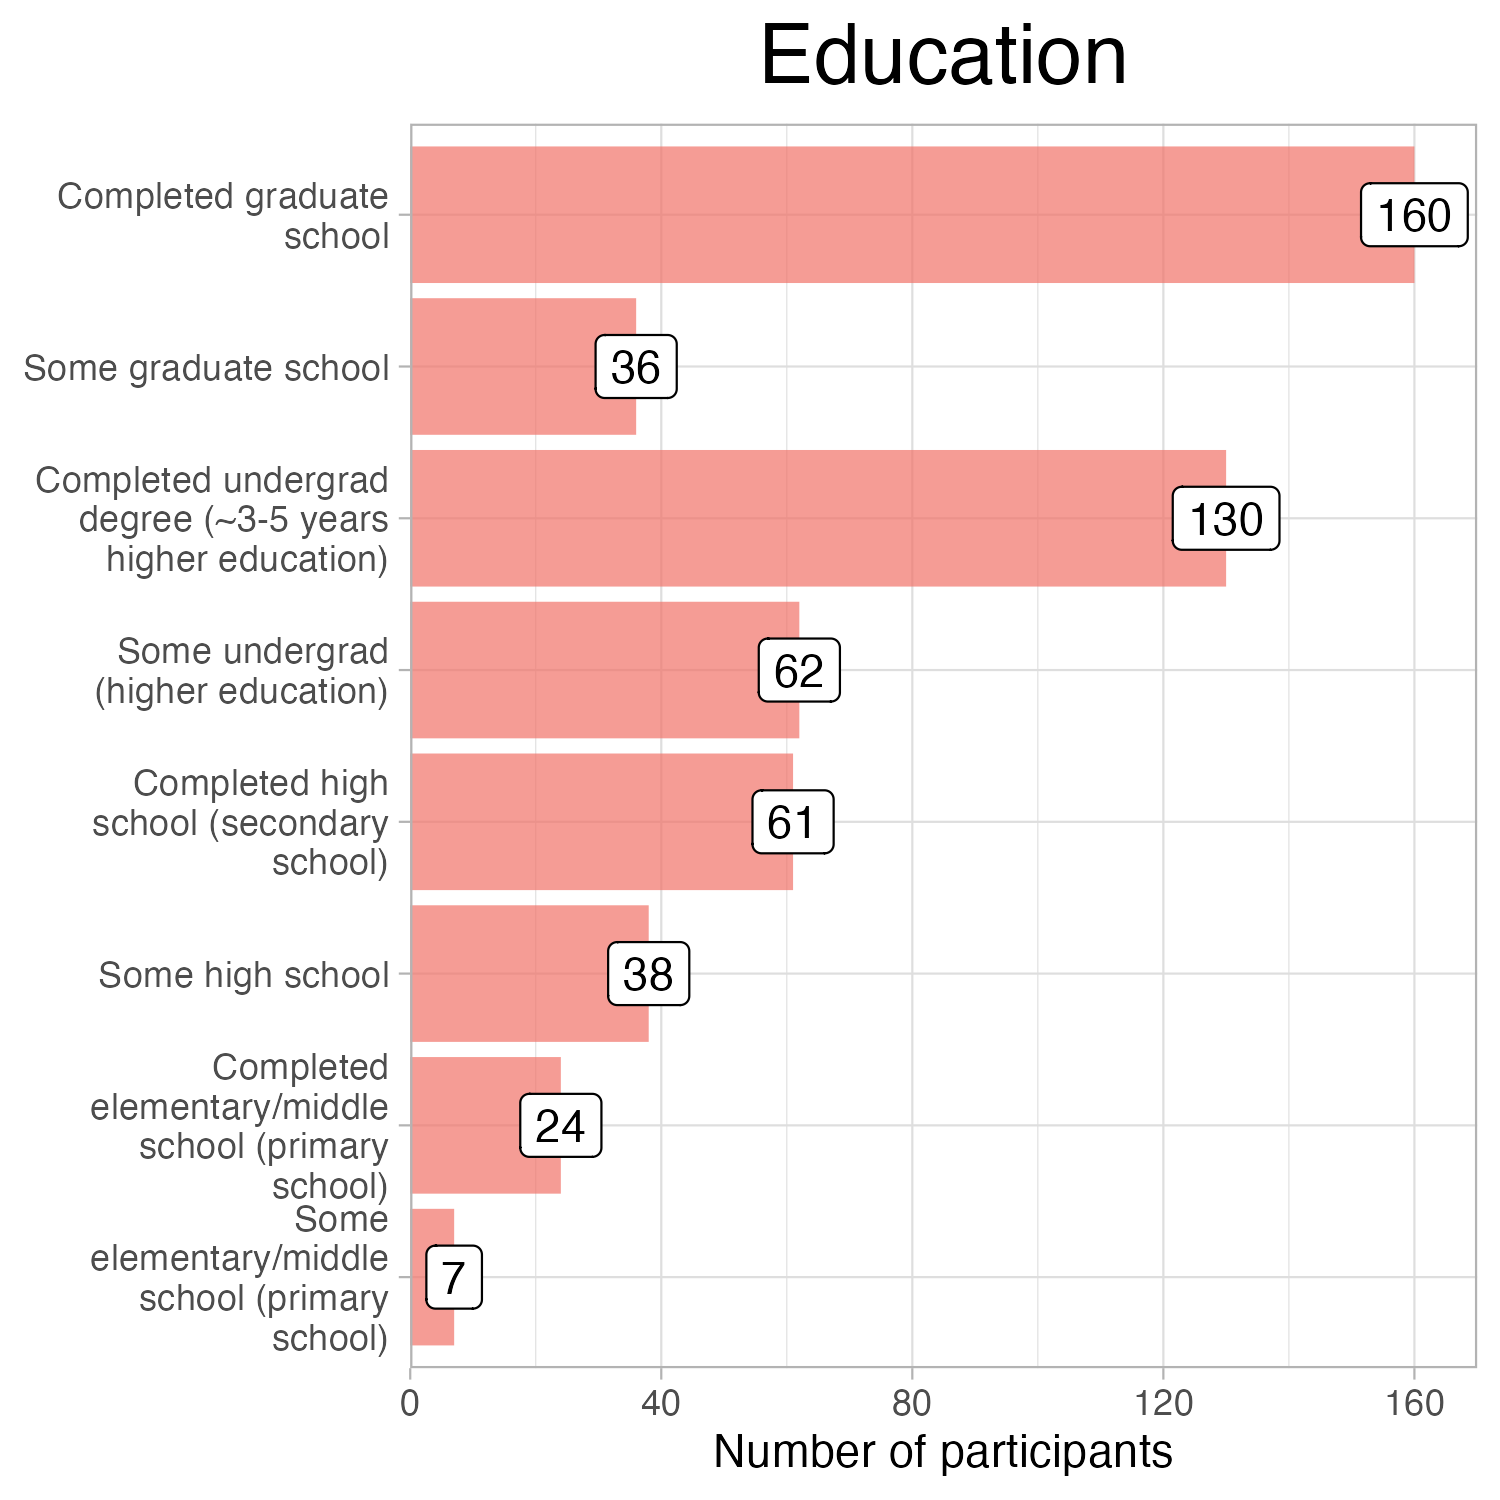 Education
Completed graduate
school
160
Some graduate school
36
Completed undergrad
degree (~3-5 years
higher education)
130
Some undergrad
(higher education)
62
Completed high
school (secondary
school)
61
Some high school
38
Completed
elementary/middle
school (primary
school)
24
Some
elementary/middle
school (primary
school)
7
0 40 80 120 160
Number of participants